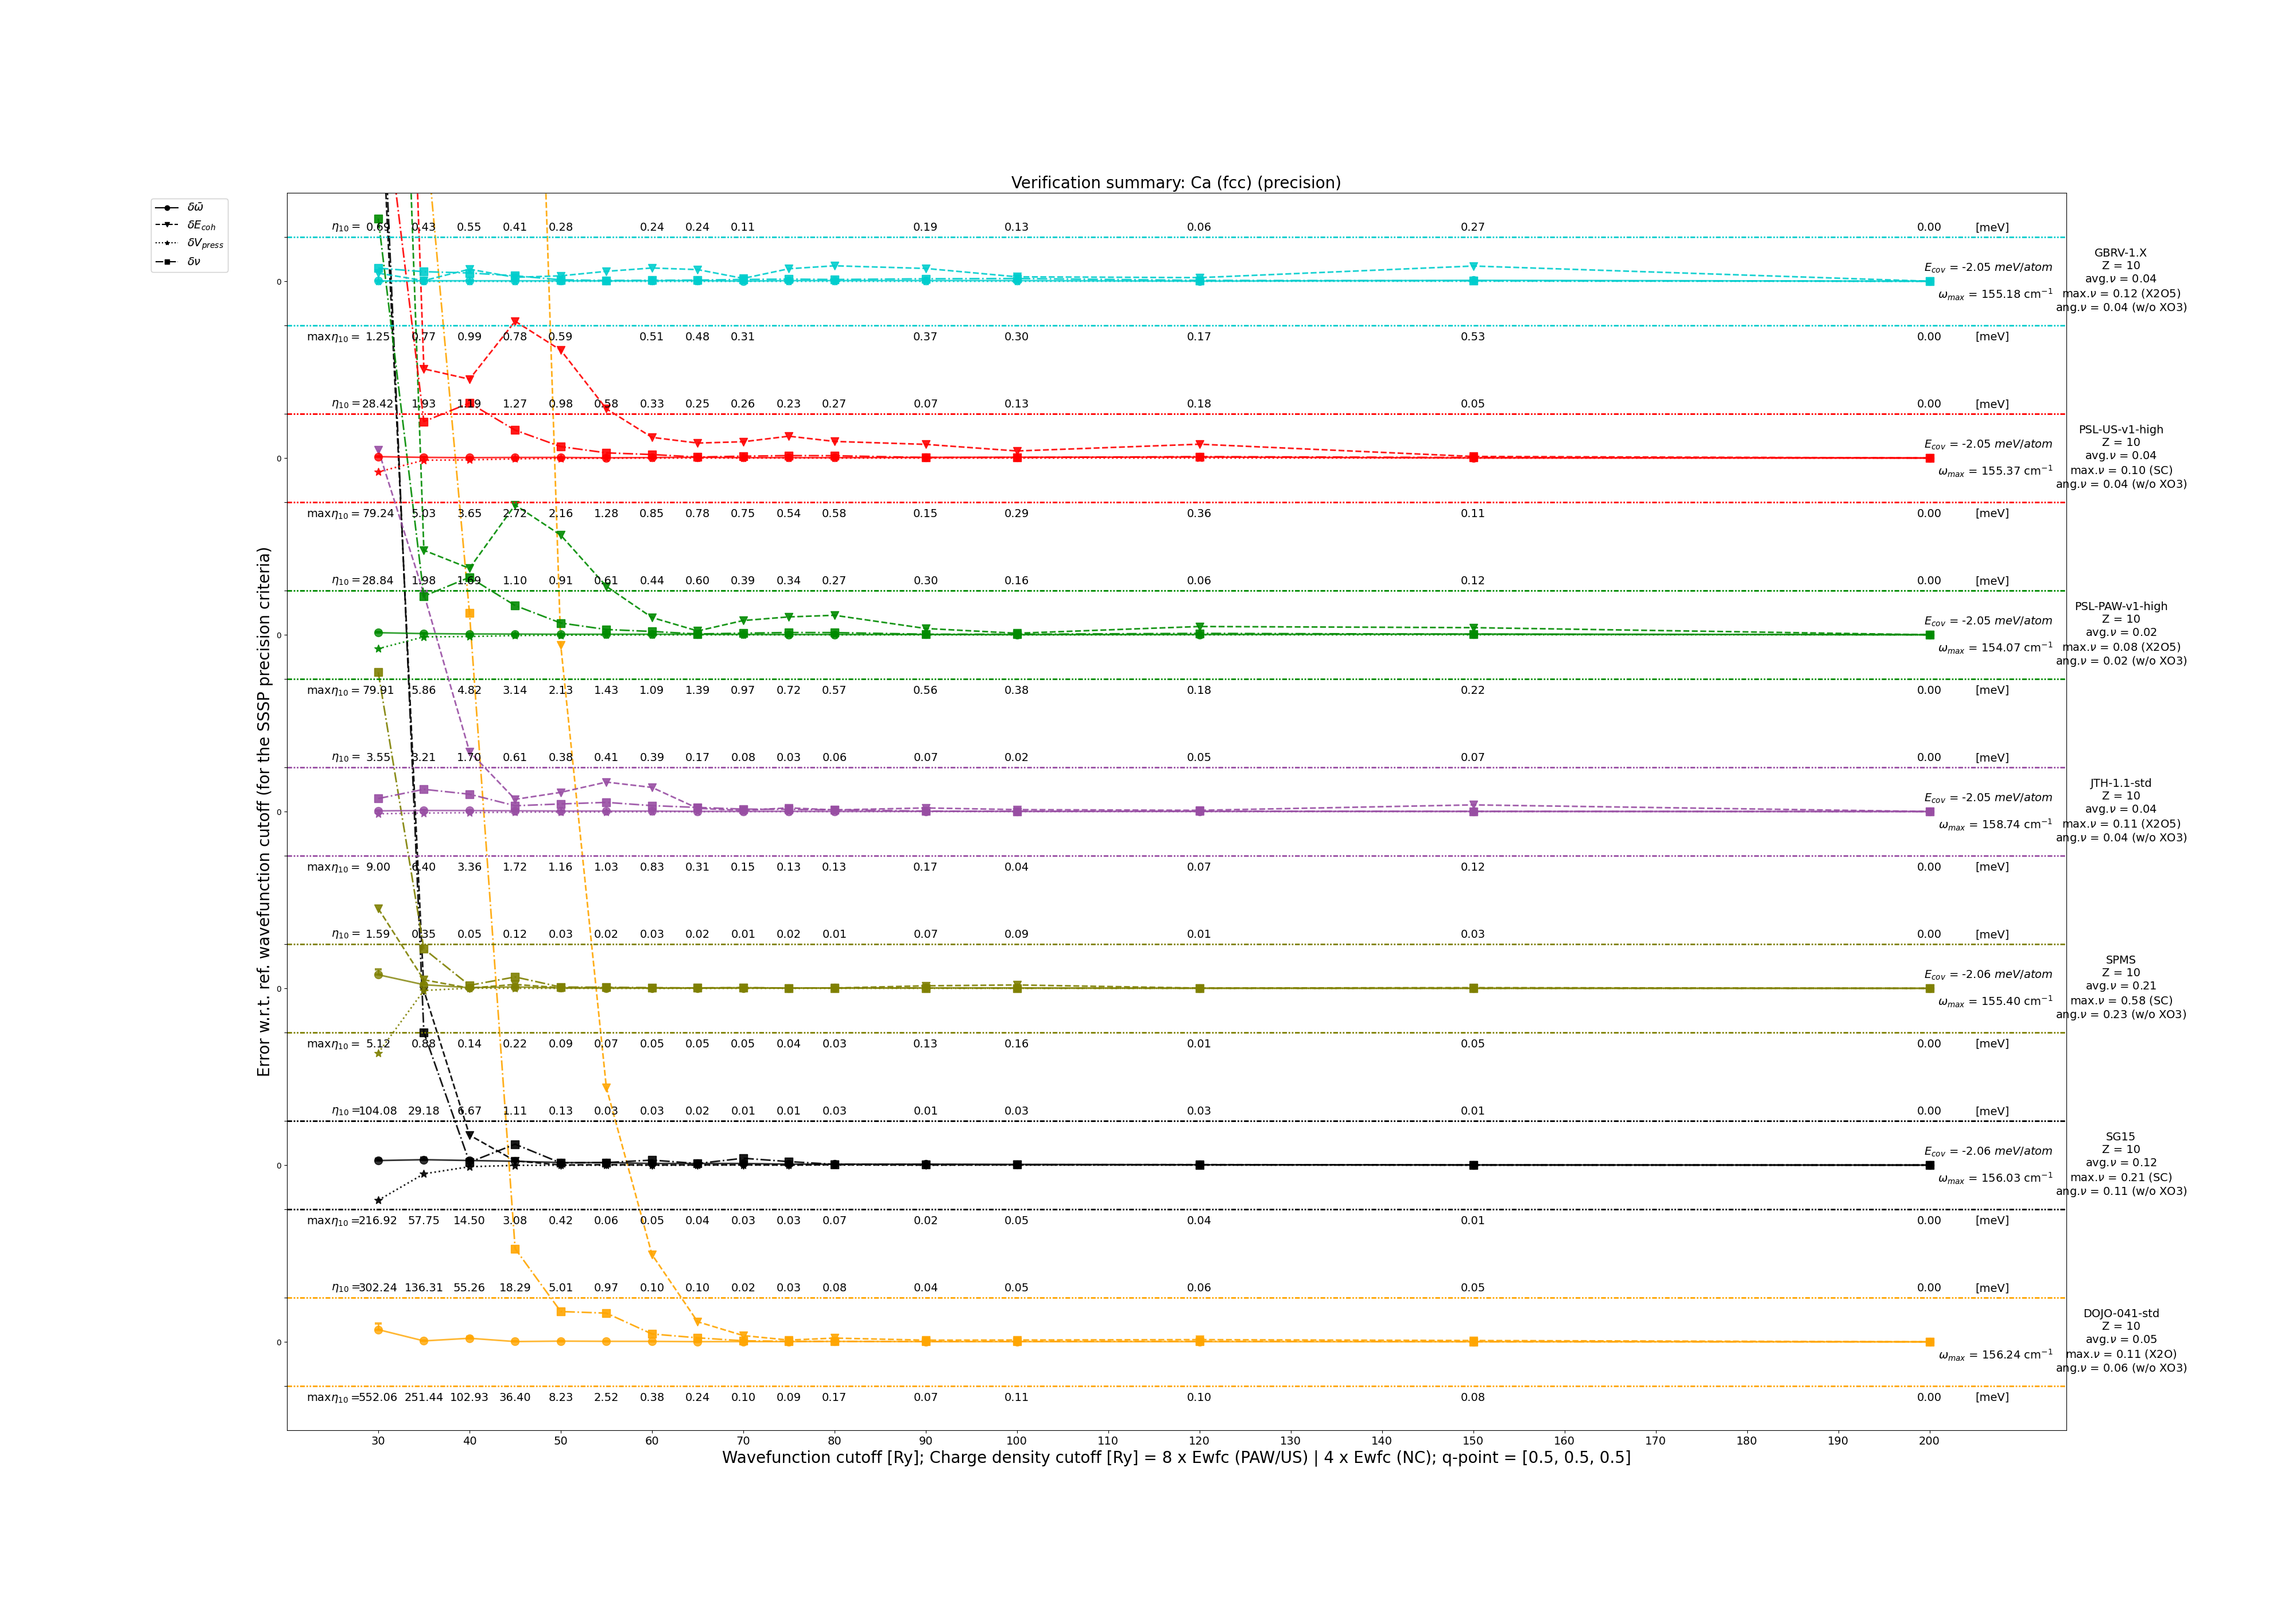 Verification summary: Ca (fcc) (precision)
δω̄
δE_coh
δV_press
δν
Error w.r.t. ref. wavefunction cutoff (for the SSSP precision criteria)
η₁₀ = 0.69 0.43 0.55 0.41 0.28 0.24 0.24 0.11 0.19 0.13 0.06 0.27 0.00 [meV]
0
E_cov = -2.05 meV/atom
ω_max = 155.18 cm⁻¹
maxη₁₀ = 1.25 0.77 0.99 0.78 0.59 0.51 0.48 0.31 0.37 0.30 0.17 0.53 0.00 [meV]
GBRV-1.X
Z = 10
avg.ν = 0.04
max.ν = 0.12 (X2O5)
ang.ν = 0.04 (w/o XO3)
η₁₀ = 28.42 1.93 1.19 1.27 0.98 0.58 0.33 0.25 0.26 0.23 0.27 0.07 0.13 0.18 0.05 0.00 [meV]
0
E_cov = -2.05 meV/atom
ω_max = 155.37 cm⁻¹
maxη₁₀ = 79.24 5.03 3.65 2.72 2.16 1.28 0.85 0.78 0.75 0.54 0.58 0.15 0.29 0.36 0.11 0.00 [meV]
PSL-US-v1-high
Z = 10
avg.ν = 0.04
max.ν = 0.10 (SC)
ang.ν = 0.04 (w/o XO3)
η₁₀ = 28.84 1.98 1.69 1.10 0.91 0.61 0.44 0.60 0.39 0.34 0.27 0.30 0.16 0.06 0.12 0.00 [meV]
0
E_cov = -2.05 meV/atom
ω_max = 154.07 cm⁻¹
maxη₁₀ = 79.91 5.86 4.82 3.14 2.13 1.43 1.09 1.39 0.97 0.72 0.57 0.56 0.38 0.18 0.22 0.00 [meV]
PSL-PAW-v1-high
Z = 10
avg.ν = 0.02
max.ν = 0.08 (X2O5)
ang.ν = 0.02 (w/o XO3)
η₁₀ = 3.55 3.21 1.70 0.61 0.38 0.41 0.39 0.17 0.08 0.03 0.06 0.07 0.02 0.05 0.07 0.00 [meV]
0
E_cov = -2.05 meV/atom
ω_max = 158.74 cm⁻¹
maxη₁₀ = 9.00 6.40 3.36 1.72 1.16 1.03 0.83 0.31 0.15 0.13 0.13 0.17 0.04 0.07 0.12 0.00 [meV]
JTH-1.1-std
Z = 10
avg.ν = 0.04
max.ν = 0.11 (X2O5)
ang.ν = 0.04 (w/o XO3)
η₁₀ = 1.59 0.35 0.05 0.12 0.03 0.02 0.03 0.02 0.01 0.02 0.01 0.07 0.09 0.01 0.03 0.00 [meV]
0
E_cov = -2.06 meV/atom
ω_max = 155.40 cm⁻¹
maxη₁₀ = 5.12 0.88 0.14 0.22 0.09 0.07 0.05 0.05 0.05 0.04 0.03 0.13 0.16 0.01 0.05 0.00 [meV]
SPMS
Z = 10
avg.ν = 0.21
max.ν = 0.58 (SC)
ang.ν = 0.23 (w/o XO3)
η₁₀ = 104.08 29.18 6.67 1.11 0.13 0.03 0.03 0.02 0.01 0.01 0.03 0.01 0.03 0.03 0.01 0.00 [meV]
0
E_cov = -2.06 meV/atom
ω_max = 156.03 cm⁻¹
maxη₁₀ = 216.92 57.75 14.50 3.08 0.42 0.06 0.05 0.04 0.03 0.03 0.07 0.02 0.05 0.04 0.01 0.00 [meV]
SG15
Z = 10
avg.ν = 0.12
max.ν = 0.21 (SC)
ang.ν = 0.11 (w/o XO3)
η₁₀ = 302.24 136.31 55.26 18.29 5.01 0.97 0.10 0.10 0.02 0.03 0.08 0.04 0.05 0.06 0.05 0.00 [meV]
0
ω_max = 156.24 cm⁻¹
maxη₁₀ = 552.06 251.44 102.93 36.40 8.23 2.52 0.38 0.24 0.10 0.09 0.17 0.07 0.11 0.10 0.08 0.00 [meV]
DOJO-041-std
Z = 10
avg.ν = 0.05
max.ν = 0.11 (X2O)
ang.ν = 0.06 (w/o XO3)
30 40 50 60 70 80 90 100 110 120 130 140 150 160 170 180 190 200
Wavefunction cutoff [Ry]; Charge density cutoff [Ry] = 8 x Ewfc (PAW/US) | 4 x Ewfc (NC); q-point = [0.5, 0.5, 0.5]